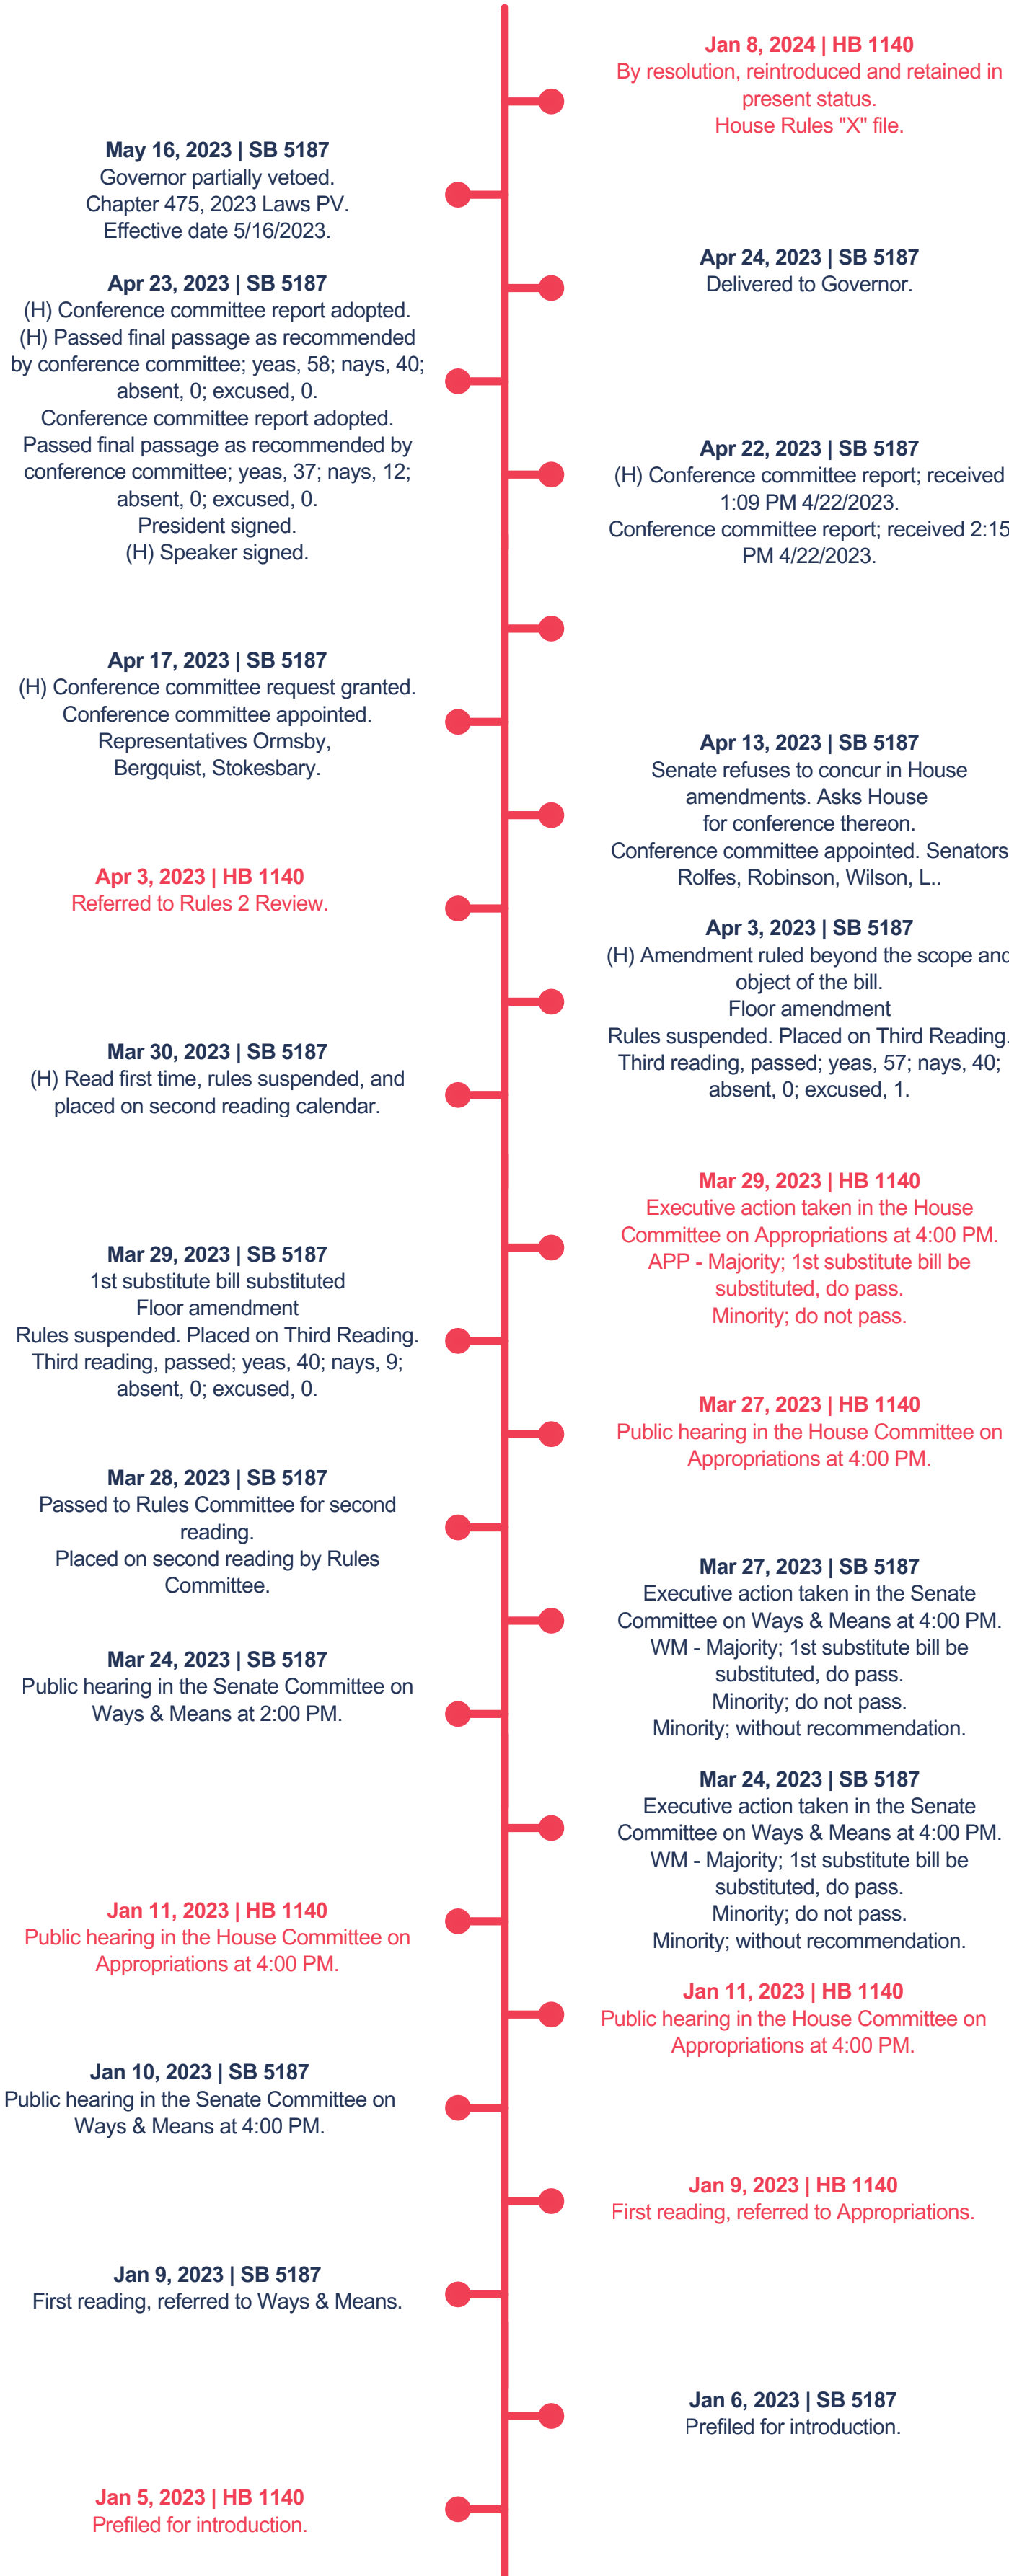 Jan 8, 2024 | HB 1140
By resolution, reintroduced and retained in
present status.
House Rules "X" file.
May 16, 2023 | SB 5187
Governor partially vetoed.
Chapter 475, 2023 Laws PV.
Effective date 5/16/2023.
Apr 24, 2023 | SB 5187
Delivered to Governor.
Apr 23, 2023 | SB 5187
(H) Conference committee report adopted.
(H) Passed final passage as recommended
by conference committee; yeas, 58; nays, 40;
absent, 0; excused, 0.
Conference committee report adopted.
Passed final passage as recommended by
conference committee; yeas, 37; nays, 12;
absent, 0; excused, 0.
President signed.
(H) Speaker signed.
Apr 22, 2023 | SB 5187
(H) Conference committee report; received
1:09 PM 4/22/2023.
Conference committee report; received 2:15
PM 4/22/2023.
Apr 17, 2023 | SB 5187
(H) Conference committee request granted.
Conference committee appointed.
Representatives Ormsby,
Bergquist, Stokesbary.
Apr 13, 2023 | SB 5187
Senate refuses to concur in House
amendments. Asks House
for conference thereon.
Conference committee appointed. Senators
Rolfes, Robinson, Wilson, L..
Apr 3, 2023 | HB 1140
Referred to Rules 2 Review.
Apr 3, 2023 | SB 5187
(H) Amendment ruled beyond the scope and
object of the bill.
Floor amendment
Rules suspended. Placed on Third Reading.
Third reading, passed; yeas, 57; nays, 40;
absent, 0; excused, 1.
Mar 30, 2023 | SB 5187
(H) Read first time, rules suspended, and
placed on second reading calendar.
Mar 29, 2023 | HB 1140
Executive action taken in the House
Committee on Appropriations at 4:00 PM.
APP - Majority; 1st substitute bill be
substituted, do pass.
Minority; do not pass.
Mar 29, 2023 | SB 5187
1st substitute bill substituted
Floor amendment
Rules suspended. Placed on Third Reading.
Third reading, passed; yeas, 40; nays, 9;
absent, 0; excused, 0.
Mar 27, 2023 | HB 1140
Public hearing in the House Committee on
Appropriations at 4:00 PM.
Mar 28, 2023 | SB 5187
Passed to Rules Committee for second
reading.
Placed on second reading by Rules
Committee.
Mar 27, 2023 | SB 5187
Executive action taken in the Senate
Committee on Ways & Means at 4:00 PM.
WM - Majority; 1st substitute bill be
substituted, do pass.
Minority; do not pass.
Minority; without recommendation.
Mar 24, 2023 | SB 5187
Public hearing in the Senate Committee on
Ways & Means at 2:00 PM.
Mar 24, 2023 | SB 5187
Executive action taken in the Senate
Committee on Ways & Means at 4:00 PM.
WM - Majority; 1st substitute bill be
substituted, do pass.
Minority; do not pass.
Minority; without recommendation.
Jan 11, 2023 | HB 1140
Public hearing in the House Committee on
Appropriations at 4:00 PM.
Jan 11, 2023 | HB 1140
Public hearing in the House Committee on
Appropriations at 4:00 PM.
Jan 10, 2023 | SB 5187
Public hearing in the Senate Committee on
Ways & Means at 4:00 PM.
Jan 9, 2023 | HB 1140
First reading, referred to Appropriations.
Jan 9, 2023 | SB 5187
First reading, referred to Ways & Means.
Jan 6, 2023 | SB 5187
Prefiled for introduction.
Jan 5, 2023 | HB 1140
Prefiled for introduction.